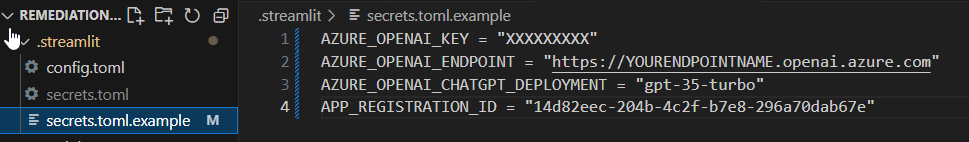 REMEDIATION...
.streamlit > secrets.toml.example
.streamlit
config.toml
secrets.toml
secrets.toml.example M
1 AZURE_OPENAI_KEY = "XXXXXXXXX"
2 AZURE_OPENAI_ENDPOINT = "https://YOURENDPOINTNAME.openai.azure.com"
3 AZURE_OPENAI_CHATGPT_DEPLOYMENT = "gpt-35-turbo"
4 APP_REGISTRATION_ID = "14d82eec-204b-4c2f-b7e8-296a70dab67e"